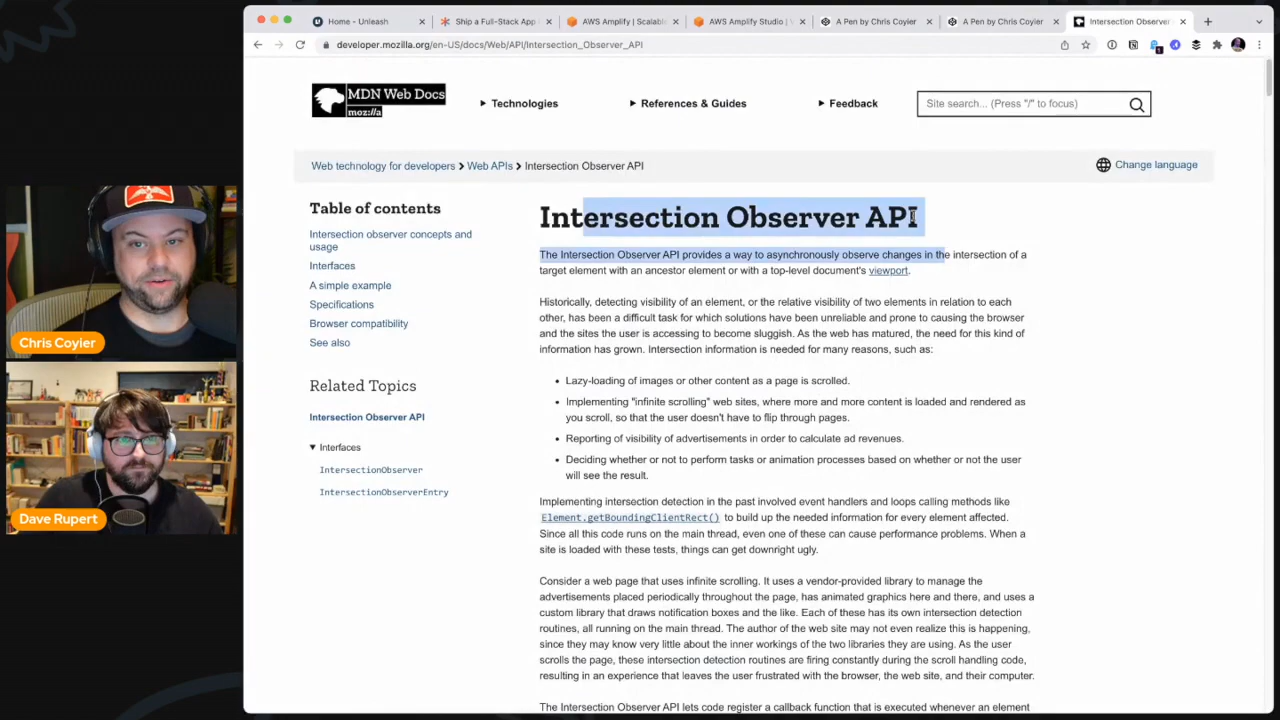 Home - Unleash
Ship a Full-Stack App
AWS Amplify | Scalable
AWS Amplify Studio | V
A Pen by Chris Coyier
A Pen by Chris Coyier
Intersection Observer
developer.mozilla.org/en-US/docs/Web/API/Intersection_Observer_API
MDN Web Docs
moz://a
Technologies
References & Guides
Feedback
Site search... (Press "/" to focus)
Web technology for developers
Web APIs
Intersection Observer API
Change language
Table of contents
Intersection observer concepts and
usage
Interfaces
A simple example
Specifications
Browser compatibility
See also
Related Topics
Intersection Observer API
Interfaces
IntersectionObserver
IntersectionObserverEntry
Intersection Observer API
The Intersection Observer API provides a way to asynchronously observe changes in the intersection of a
target element with an ancestor element or with a top-level document's viewport.
Historically, detecting visibility of an element, or the relative visibility of two elements in relation to each
other, has been a difficult task for which solutions have been unreliable and prone to causing the browser
and the sites the user is accessing to become sluggish. As the web has matured, the need for this kind of
information has grown. Intersection information is needed for many reasons, such as:
• Lazy-loading of images or other content as a page is scrolled.
• Implementing "infinite scrolling" web sites, where more and more content is loaded and rendered as
you scroll, so that the user doesn't have to flip through pages.
• Reporting of visibility of advertisements in order to calculate ad revenues.
• Deciding whether or not to perform tasks or animation processes based on whether or not the user
will see the result.
Implementing intersection detection in the past involved event handlers and loops calling methods like
Element.getBoundingClientRect() to build up the needed information for every element affected.
Since all this code runs on the main thread, even one of these can cause performance problems. When a
site is loaded with these tests, things can get downright ugly.
Consider a web page that uses infinite scrolling. It uses a vendor-provided library to manage the
advertisements placed periodically throughout the page, has animated graphics here and there, and uses a
custom library that draws notification boxes and the like. Each of these has its own intersection detection
routines, all running on the main thread. The author of the web site may not even realize this is happening,
since they may know very little about the inner workings of the two libraries they are using. As the user
scrolls the page, these intersection detection routines are firing constantly during the scroll handling code,
resulting in an experience that leaves the user frustrated with the browser, the web site, and their computer.
The Intersection Observer API lets code register a callback function that is executed whenever an element
Chris Coyier
Dave Rupert